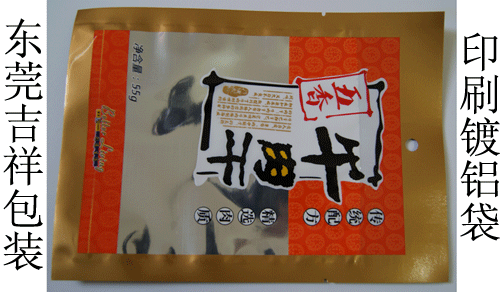 东莞吉祥包装
净含量：55g
五香
牛肉干
传统配方
精选肉质
印刷镀铝袋